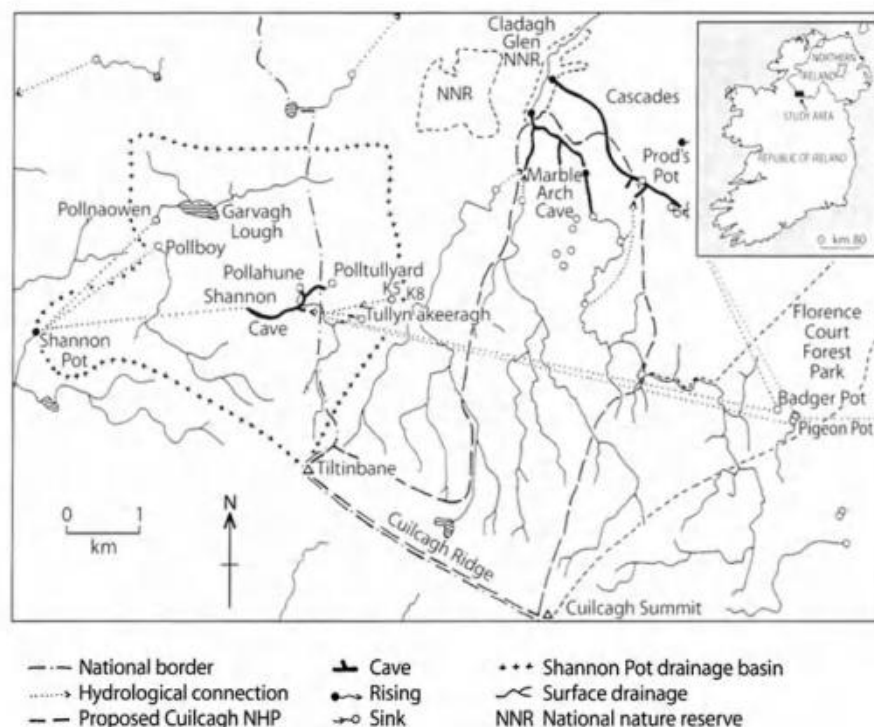 Cladagh
Glen
NNR
NNR
Cascades
Prod's
Pot
Marble
Arch
Cave
NORTHERN
IRELAND
STUDY AREA
REPUBLIC OF IRELAND
0 km 80
Pollnaowen
Garvagh
Lough
Pollboy
Pollahune
Polltullyard
Shannon
Cave
K5
K8
Tullynakeeragh
Shannon
Pot
Florence
Court
Forest
Park
Badger Pot
Pigeon Pot
Tiltinbane
0 1
km
N
Cuilcagh Ridge
Cuilcagh Summit
National border
Cave
Shannon Pot drainage basin
Hydrological connection
Rising
Surface drainage
Proposed Cuilcagh NHP
Sink
NNR National nature reserve